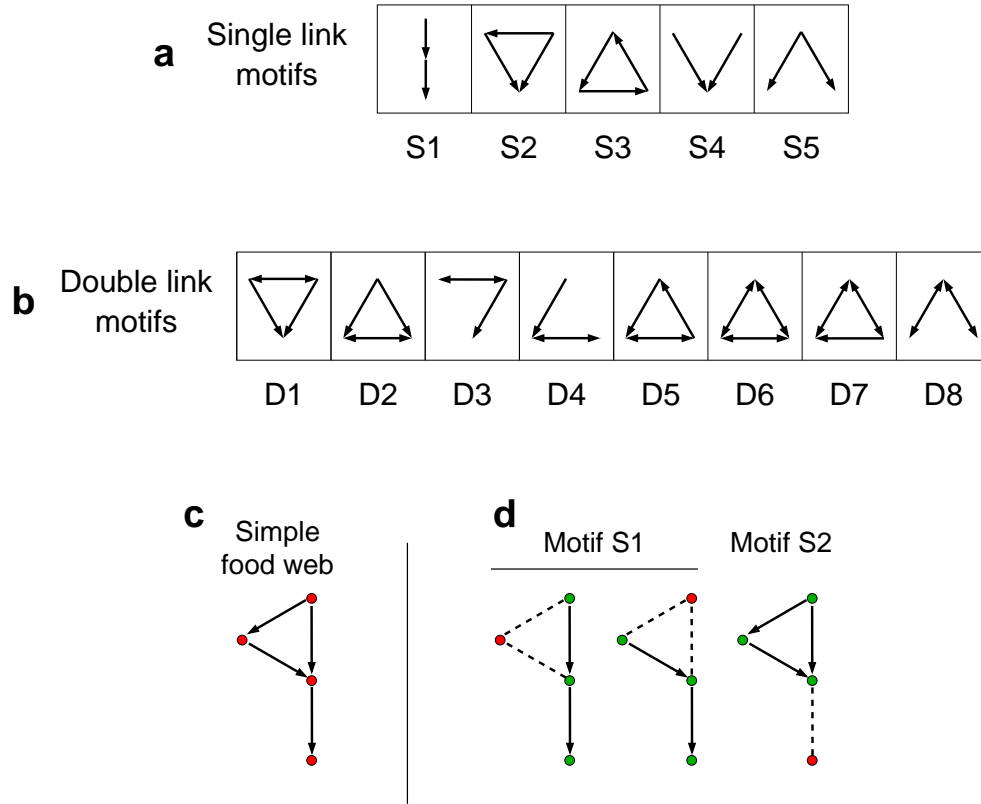 a
Single link
motifs
S1 S2 S3 S4 S5
b
Double link
motifs
D1 D2 D3 D4 D5 D6 D7 D8
c
Simple
food web
d
Motif S1
Motif S2